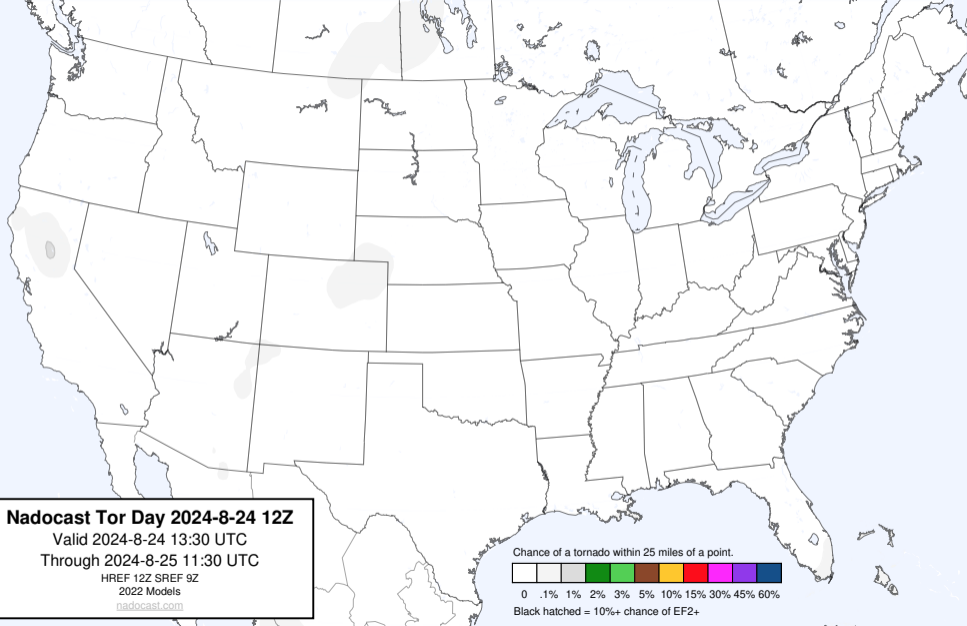 Nadocast Tor Day 2024-8-24 12Z
Valid 2024-8-24 13:30 UTC
Through 2024-8-25 11:30 UTC
HREF 12Z SREF 9Z
2022 Models
nadocast.com
Chance of a tornado within 25 miles of a point.
0 .1% 1% 2% 3% 5% 10% 15% 30% 45% 60%
Black hatched = 10%+ chance of EF2+